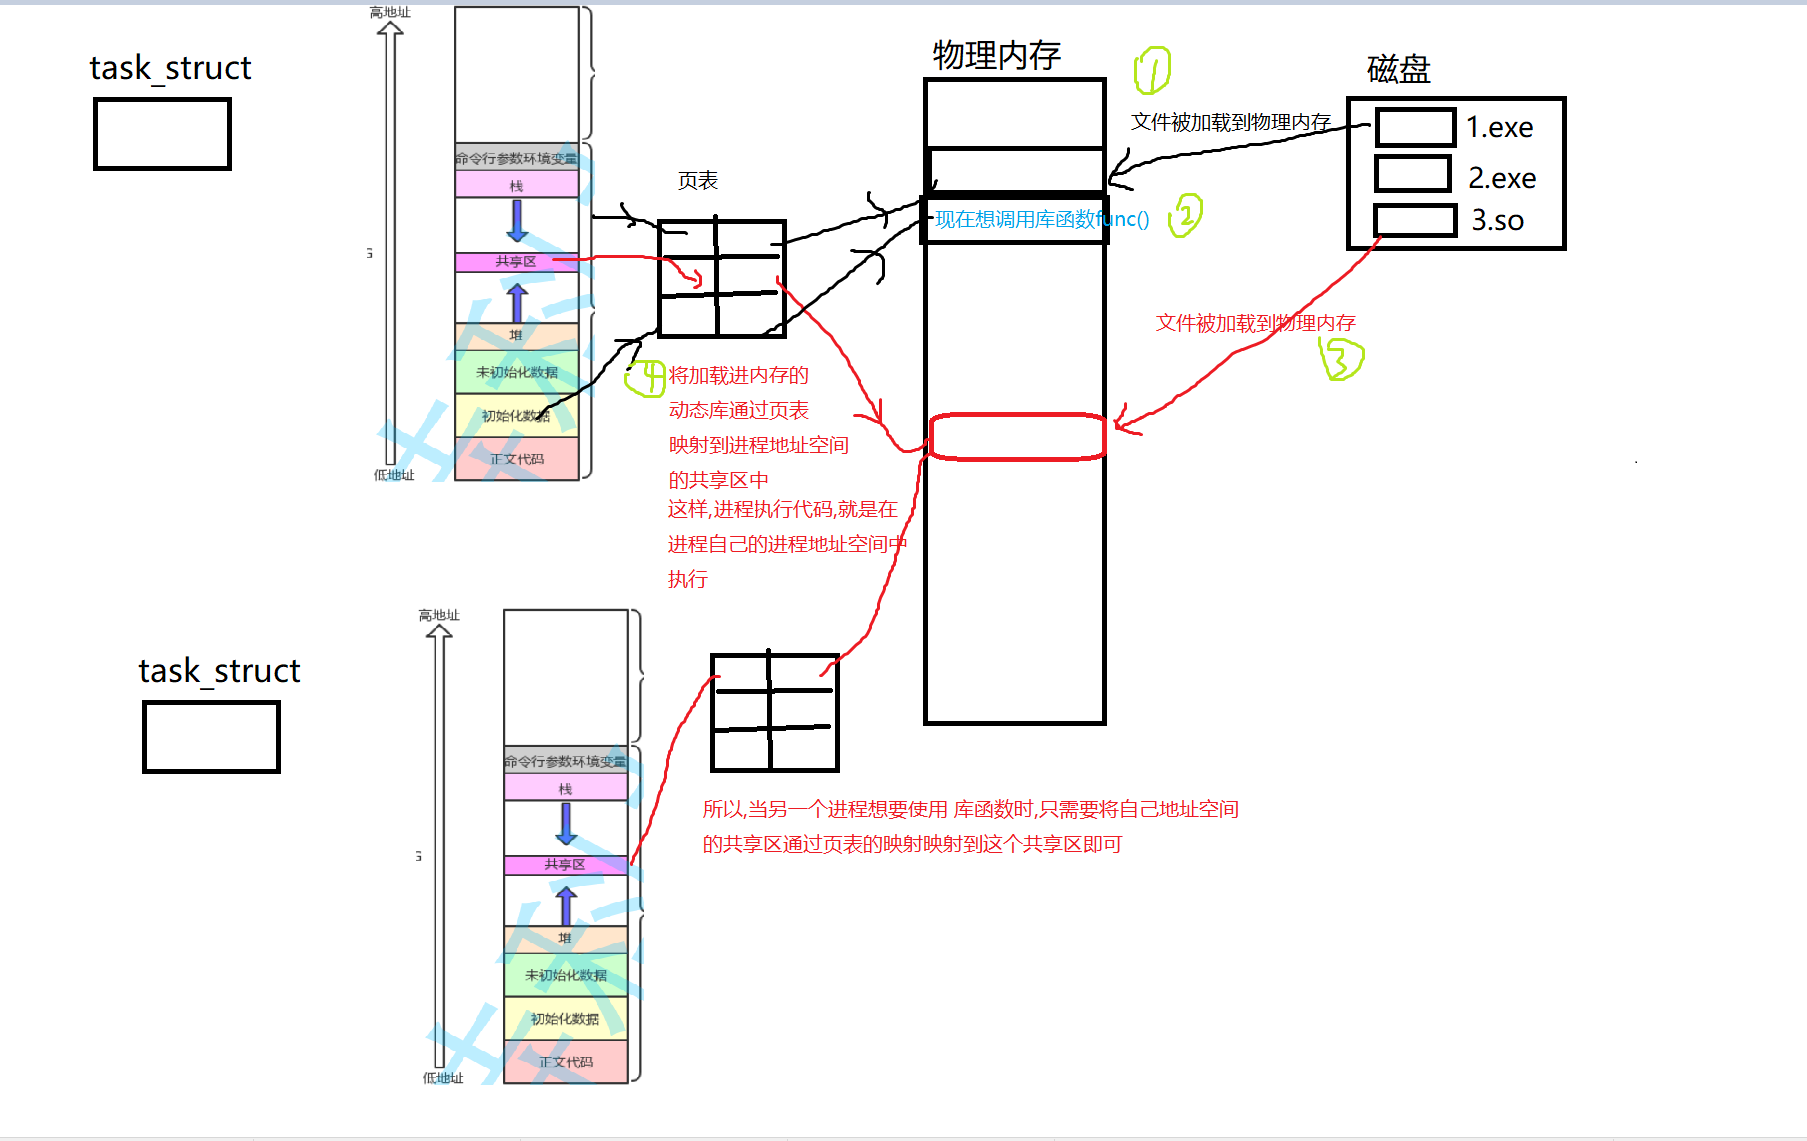 高地址
task_struct
命令行参数环境变量
栈
共享区
堆
未初始化数据
初始化数据
正文代码
低地址
页表
物理内存
1
文件被加载到物理内存
磁盘
1.exe
2.exe
3.so
现在想调用库函数func()
2
文件被加载到物理内存
3
4
将加载进内存的
动态库通过页表
映射到进程地址空间
的共享区中
这样,进程执行代码,就是在
进程自己的进程地址空间中
执行
高地址
task_struct
命令行参数环境变量
栈
共享区
堆
未初始化数据
初始化数据
正文代码
低地址
所以,当另一个进程想要使用 库函数时,只需要将自己地址空间
的共享区通过页表的映射映射到这个共享区即可